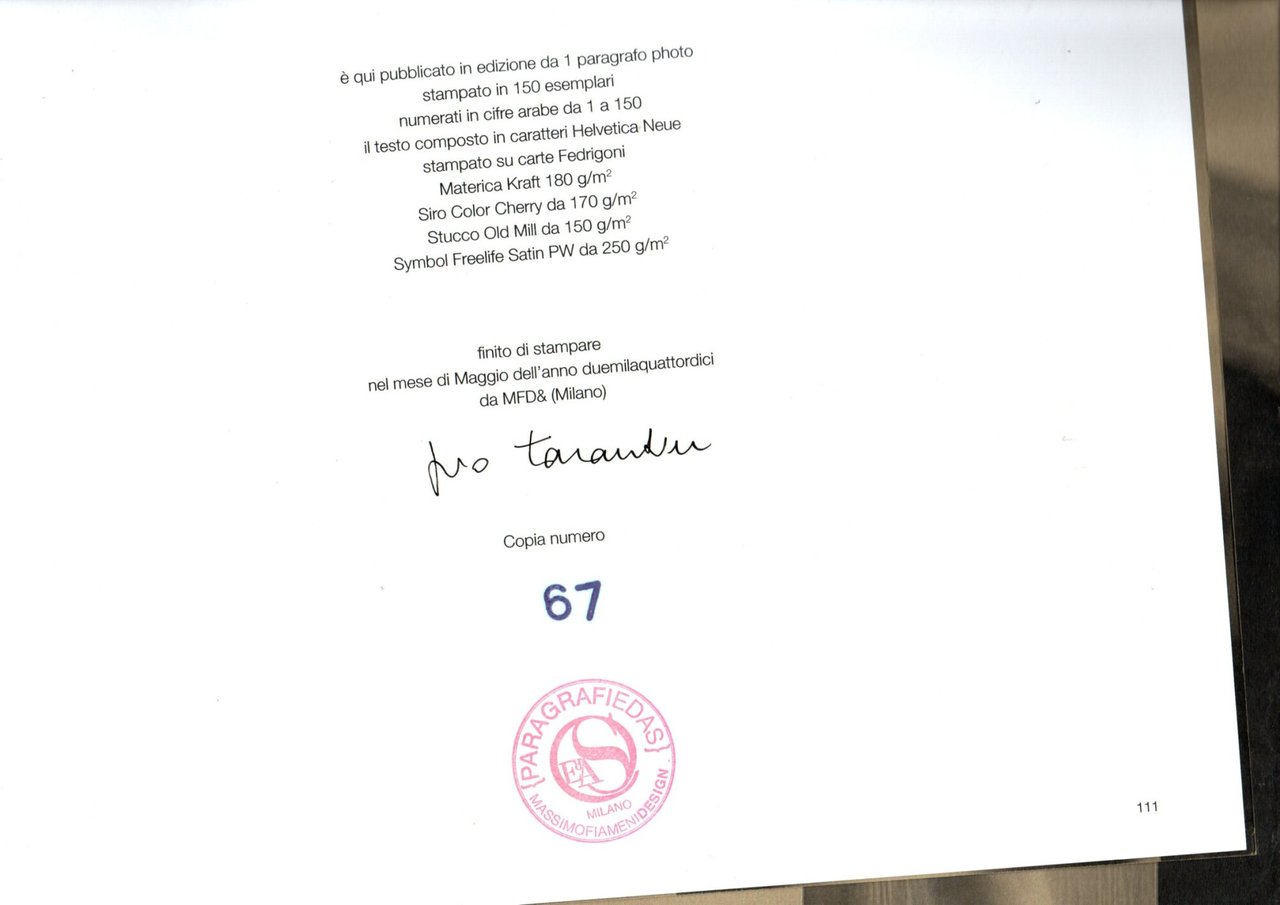 è qui pubblicato in edizione da 1 paragrafo photo
stampato in 150 esemplari
numerati in cifre arabe da 1 a 150
il testo composto in caratteri Helvetica Neue
stampato su carte Fedrigoni
Materica Kraft 180 g/m²
Siro Color Cherry da 170 g/m²
Stucco Old Mill da 150 g/m²
Symbol Freelife Satin PW da 250 g/m²
finito di stampare
nel mese di Maggio dell'anno duemilaquattordici
da MFD& (Milano)
Copia numero
67
{PARAGRAFIEDAS}
MILANO
MASSIMOFIAMENIDESIGN
111